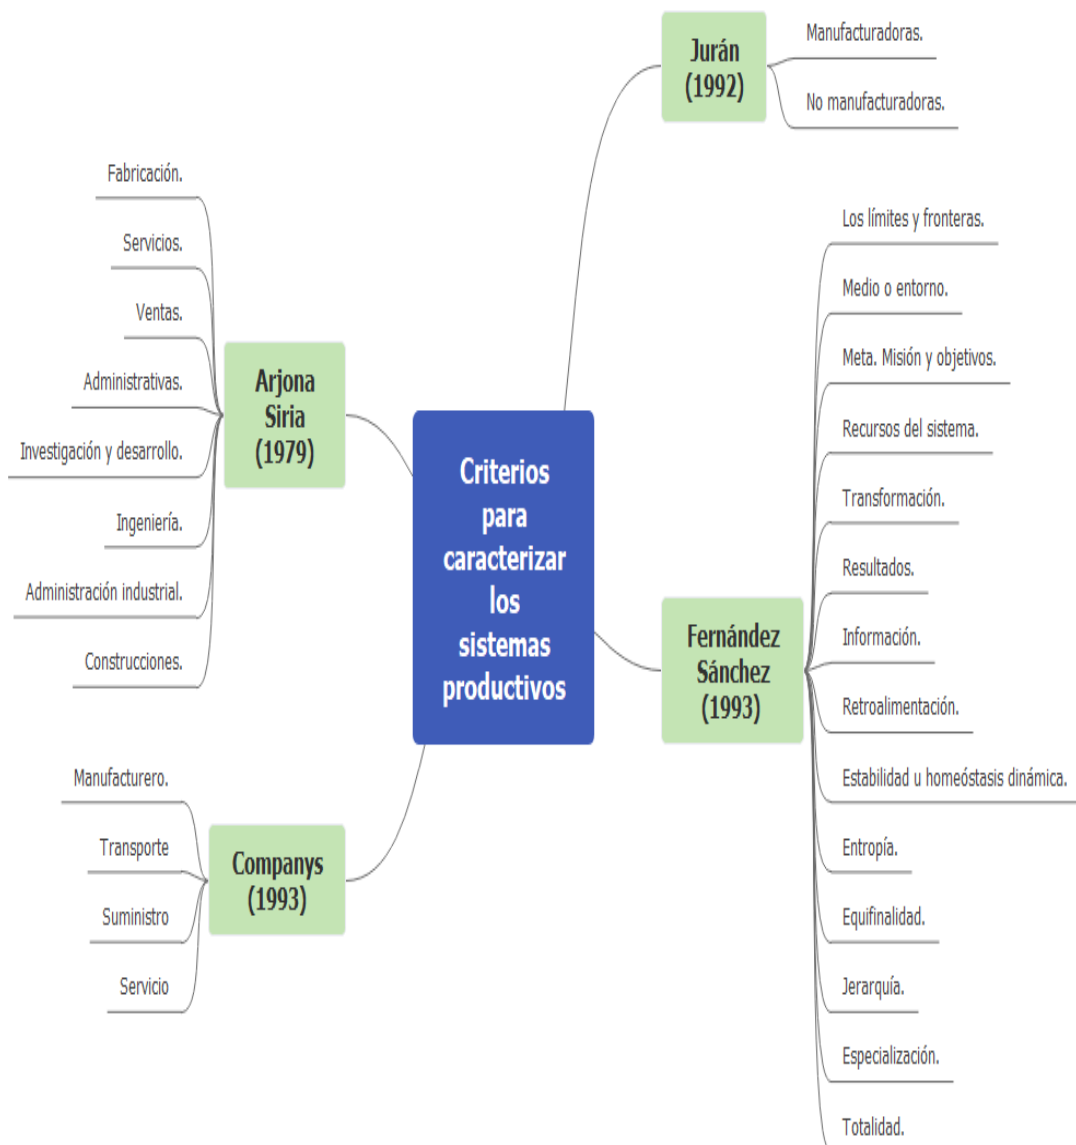 Criterios
para
caracterizar
los
sistemas
productivos
Jurán
(1992)
Manufacturadoras.
No manufacturadoras.
Fernández
Sánchez
(1993)
Los límites y fronteras.
Medio o entorno.
Meta. Misión y objetivos.
Recursos del sistema.
Transformación.
Resultados.
Información.
Retroalimentación.
Estabilidad u homeóstasis dinámica.
Entropía.
Equifinalidad.
Jerarquía.
Especialización.
Totalidad.
Arjona
Siria
(1979)
Fabricación.
Servicios.
Ventas.
Administrativas.
Investigación y desarrollo.
Ingeniería.
Administración industrial.
Construcciones.
Companys
(1993)
Manufacturero.
Transporte
Suministro
Servicio